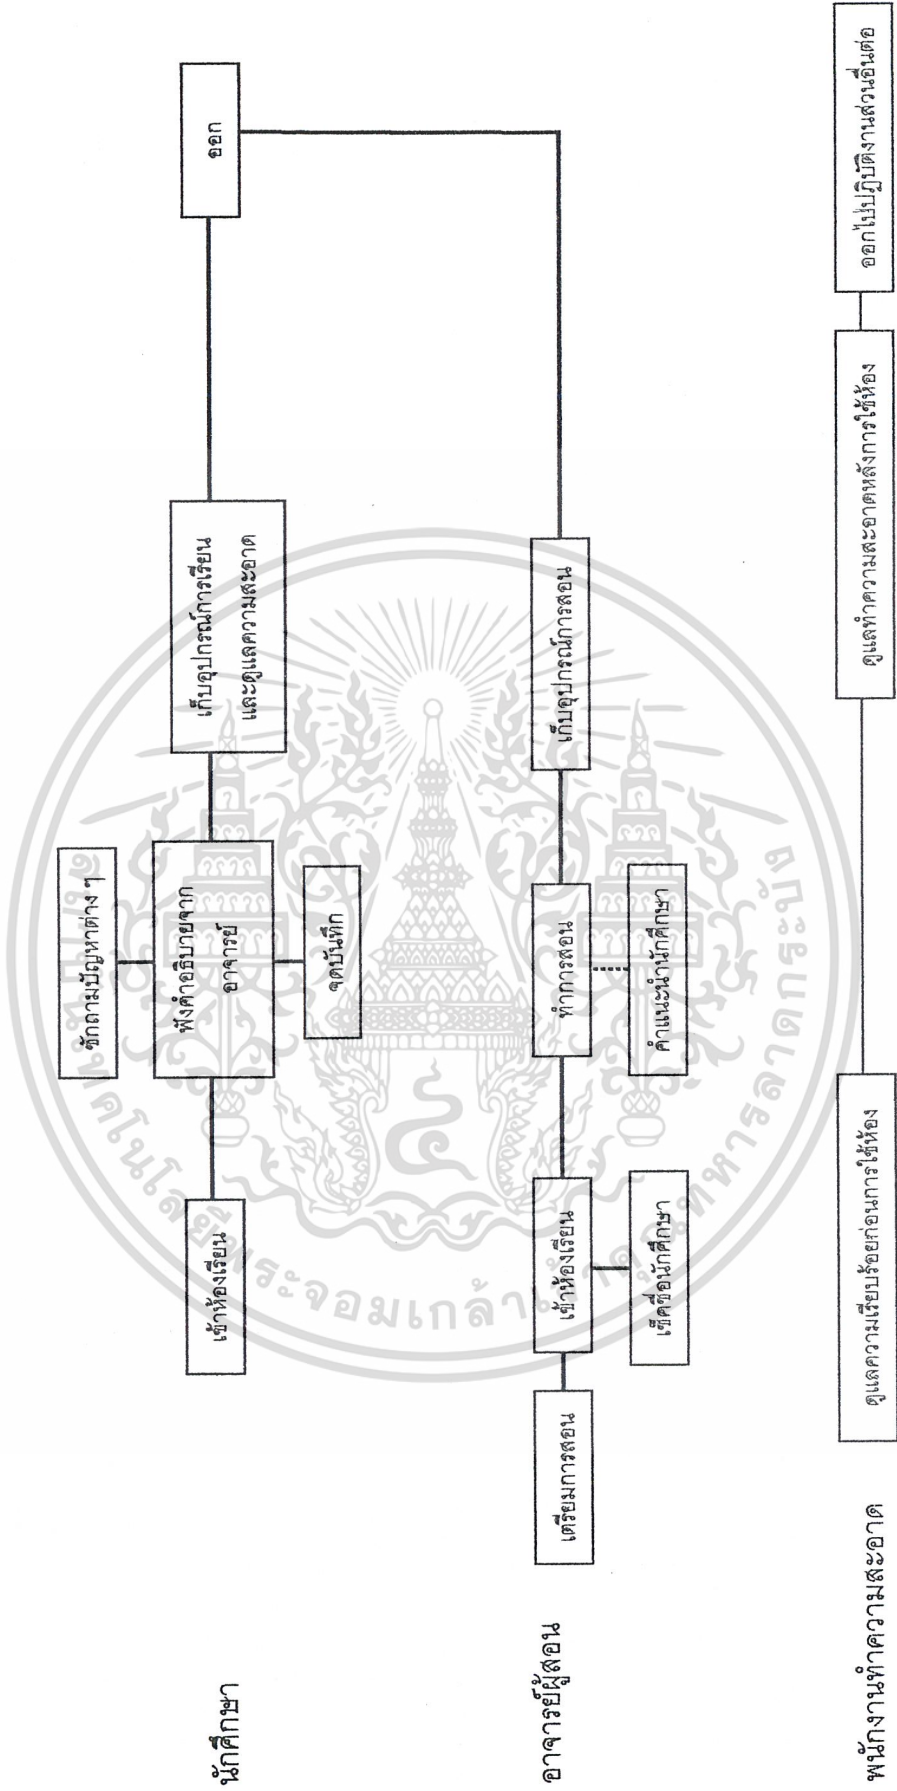 นักศึกษา
เข้าห้องเรียน
ซักถามปัญหาต่าง ๆ
ฟังคำอธิบายจาก
อาจารย์
จดบันทึก
เก็บอุปกรณ์การเรียน
และดูแลความสะอาด
ออก
อาจารย์ผู้สอน
เตรียมการสอน
เข้าห้องเรียน
เช็คชื่อนักศึกษา
ทำการสอน
คำแนะนำนักศึกษา
เก็บอุปกรณ์การสอน
พนักงานทำความสะอาด
ดูแลความเรียบร้อยก่อนการใช้ห้อง
ดูแลทำความสะอาดหลังการใช้ห้อง
ออกไปปฏิบัติงานส่วนอื่นต่อ